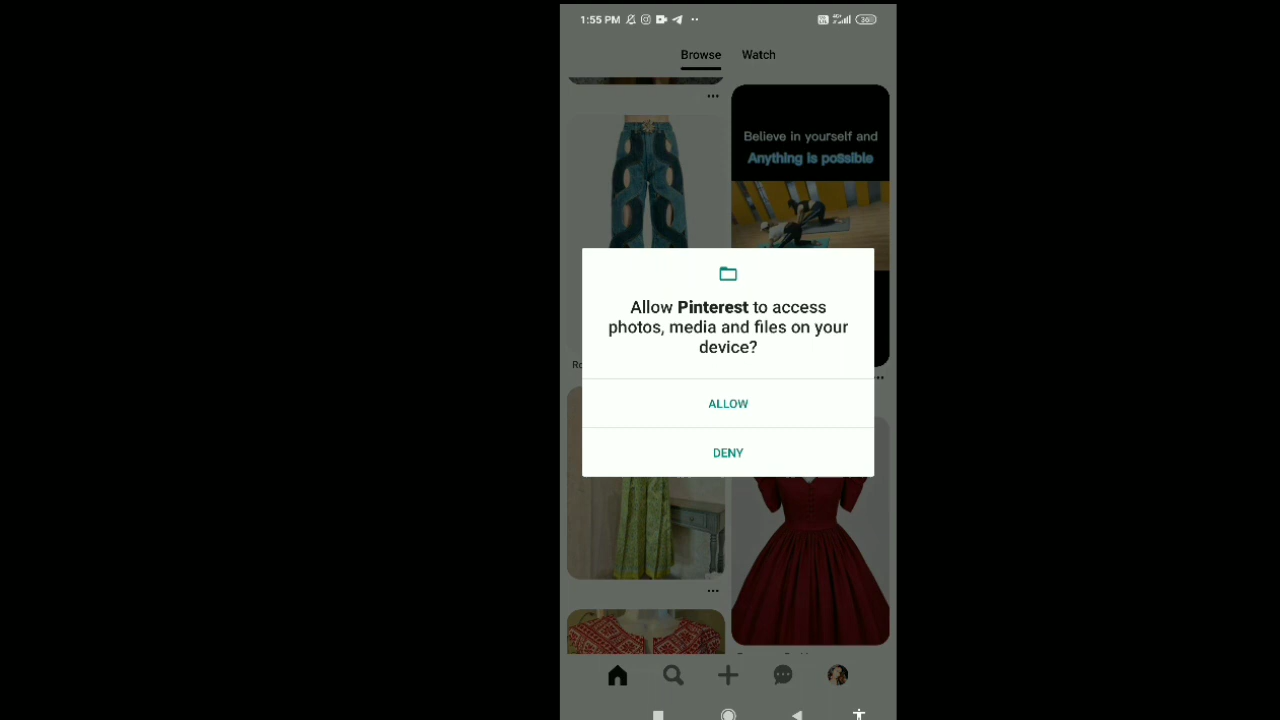 1:55 PM
30
Browse Watch
Believe in yourself and
Anything is possible
Allow Pinterest to access
photos, media and files on your
device?
ALLOW
DENY